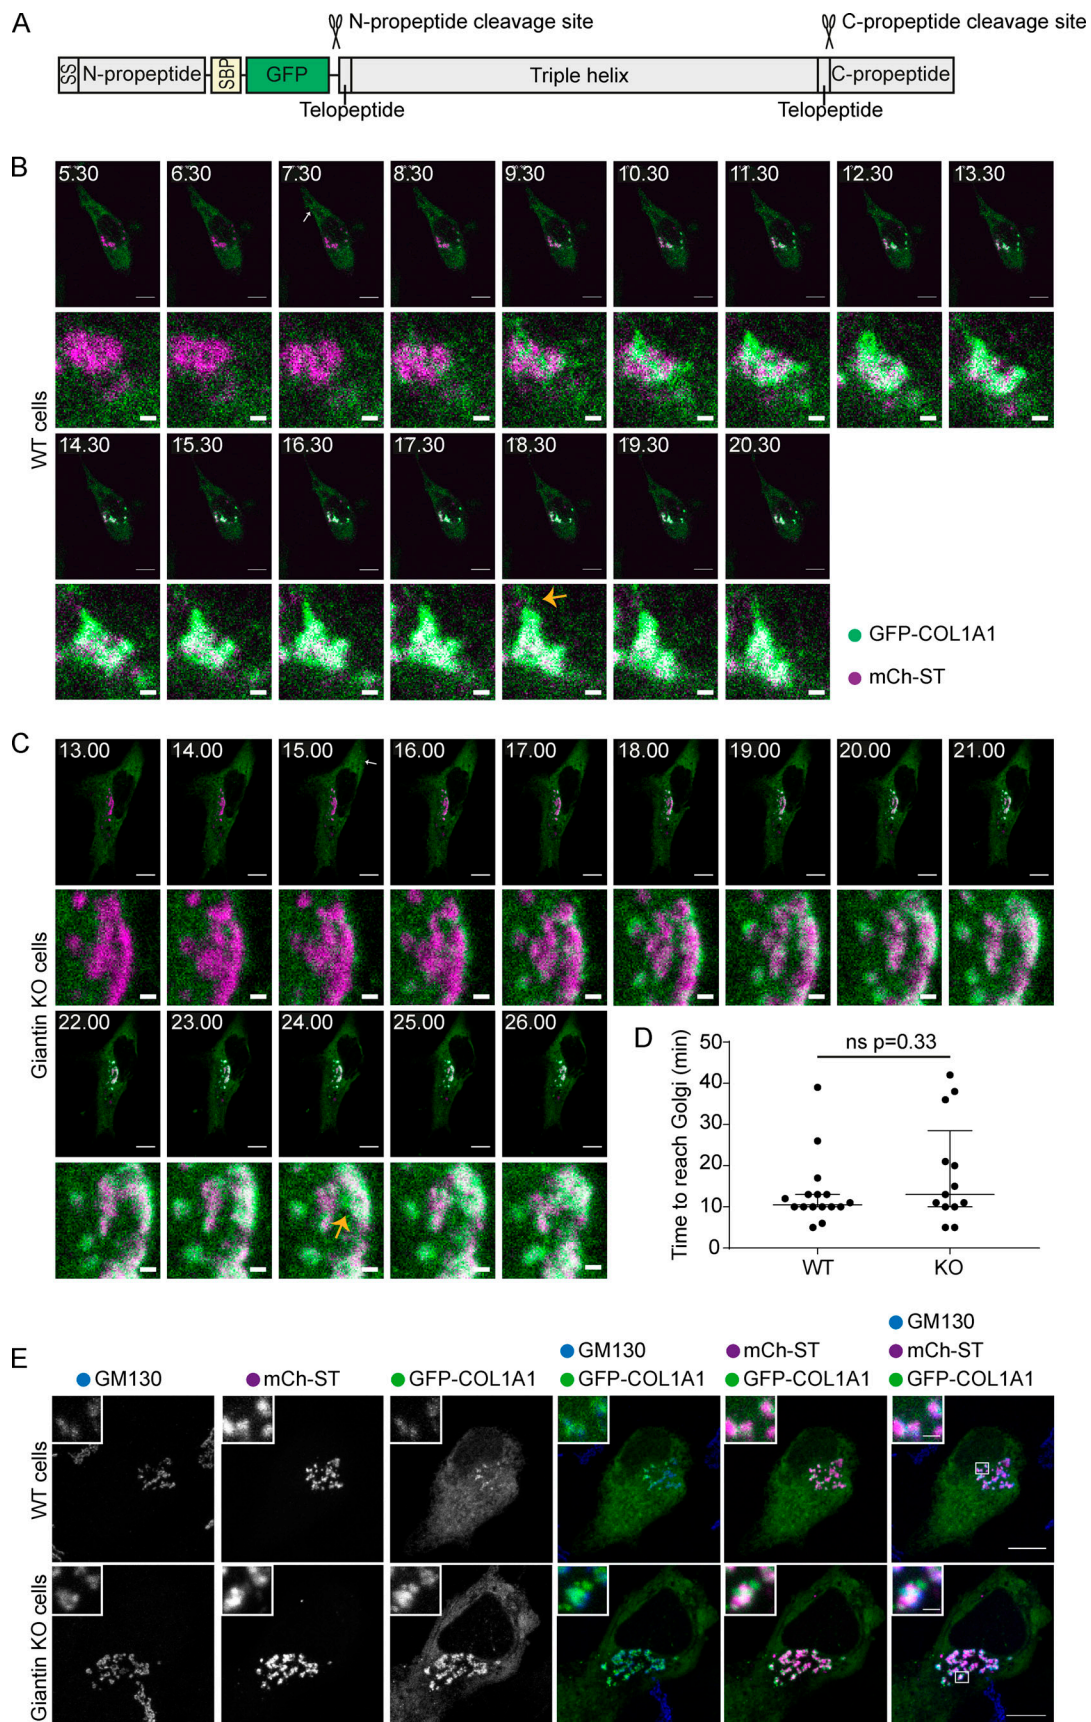 A
N-propeptide cleavage site
C-propeptide cleavage site
SS
N-propeptide
SBP
GFP
Triple helix
C-propeptide
Telopeptide
Telopeptide
B
WT cells
5.30
6.30
7.30
8.30
9.30
10.30
11.30
12.30
13.30
14.30
15.30
16.30
17.30
18.30
19.30
20.30
GFP-COL1A1
mCh-ST
C
Giantin KO cells
13.00
14.00
15.00
16.00
17.00
18.00
19.00
20.00
21.00
22.00
23.00
24.00
25.00
26.00
D
ns p=0.33
Time to reach Golgi (min)
50
40
30
20
10
0
WT
KO
E
GM130
mCh-ST
GFP-COL1A1
GM130
GFP-COL1A1
mCh-ST
GFP-COL1A1
GM130
mCh-ST
GFP-COL1A1
WT cells
Giantin KO cells